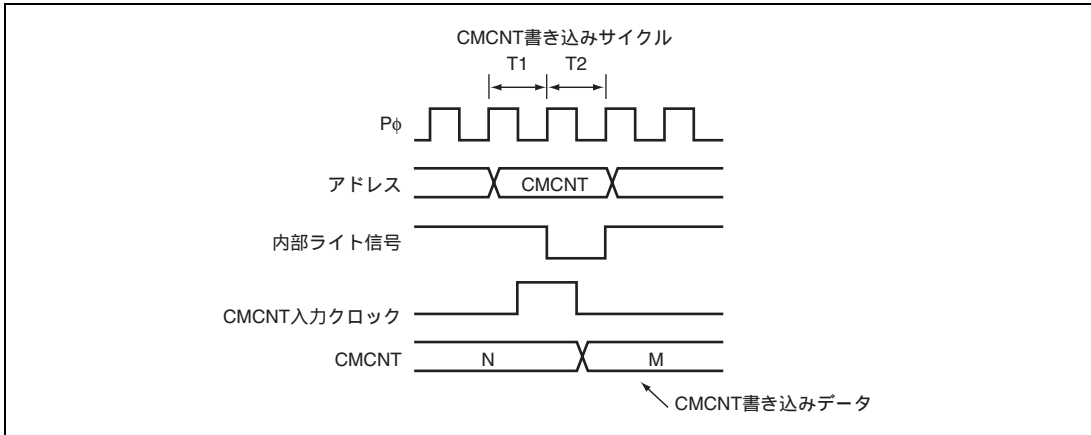 CMCNT書き込みサイクル
T1 T2
Pφ
アドレス CMCNT
内部ライト信号
CMCNT入力クロック
CMCNT N M
CMCNT書き込みデータ